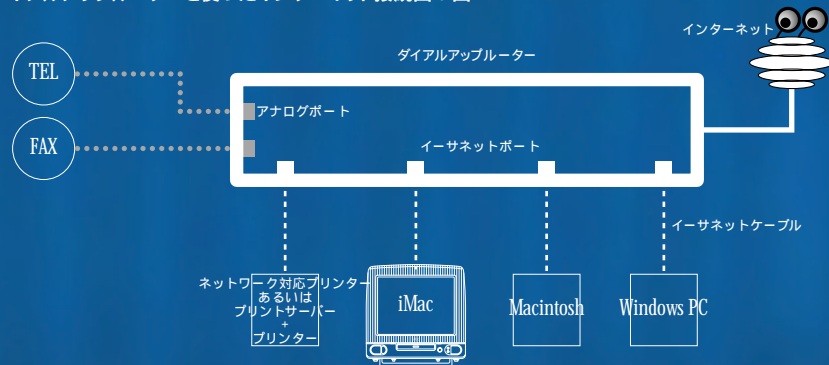 インターネット
ダイアルアップルーター
TEL
アナログポート
FAX
イーサネットポート
イーサネットケーブル
ネットワーク対応プリンター
あるいは
プリントサーバー
+
プリンター
iMac
Macintosh
Windows PC